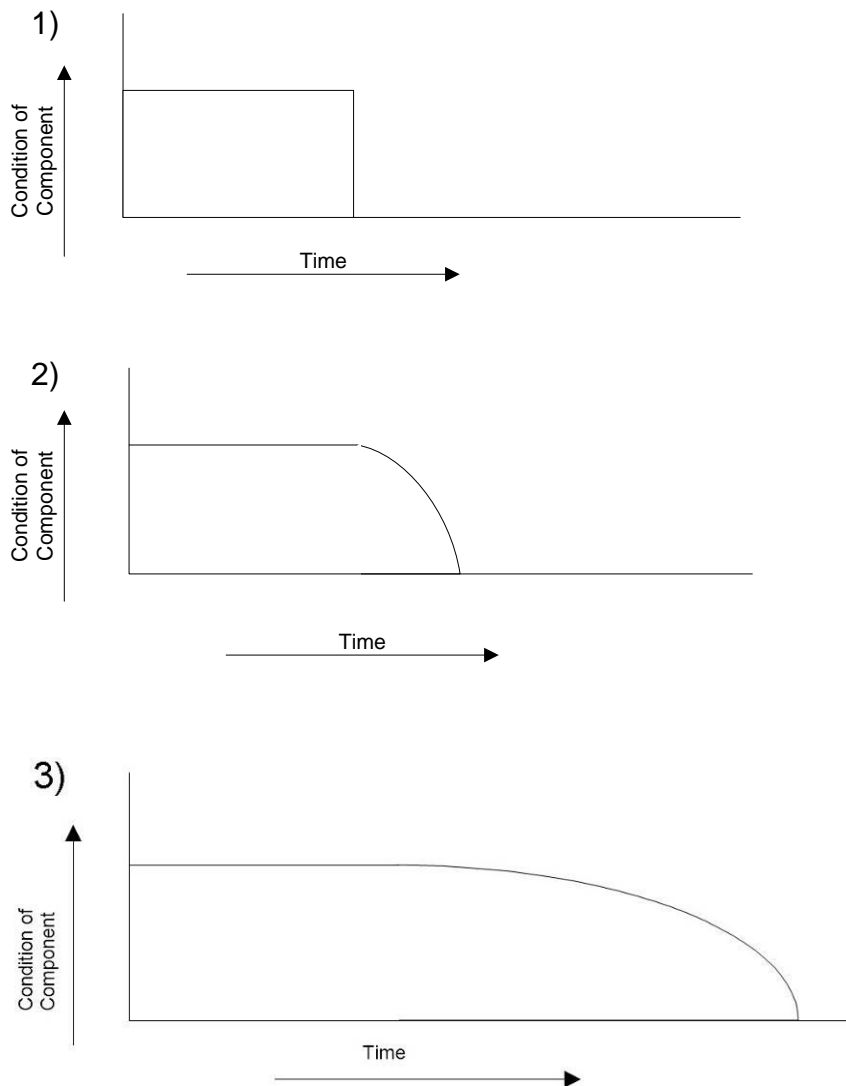 1)
Condition of
Component
Time
2)
Condition of
Component
Time
3)
Condition of
Component
Time